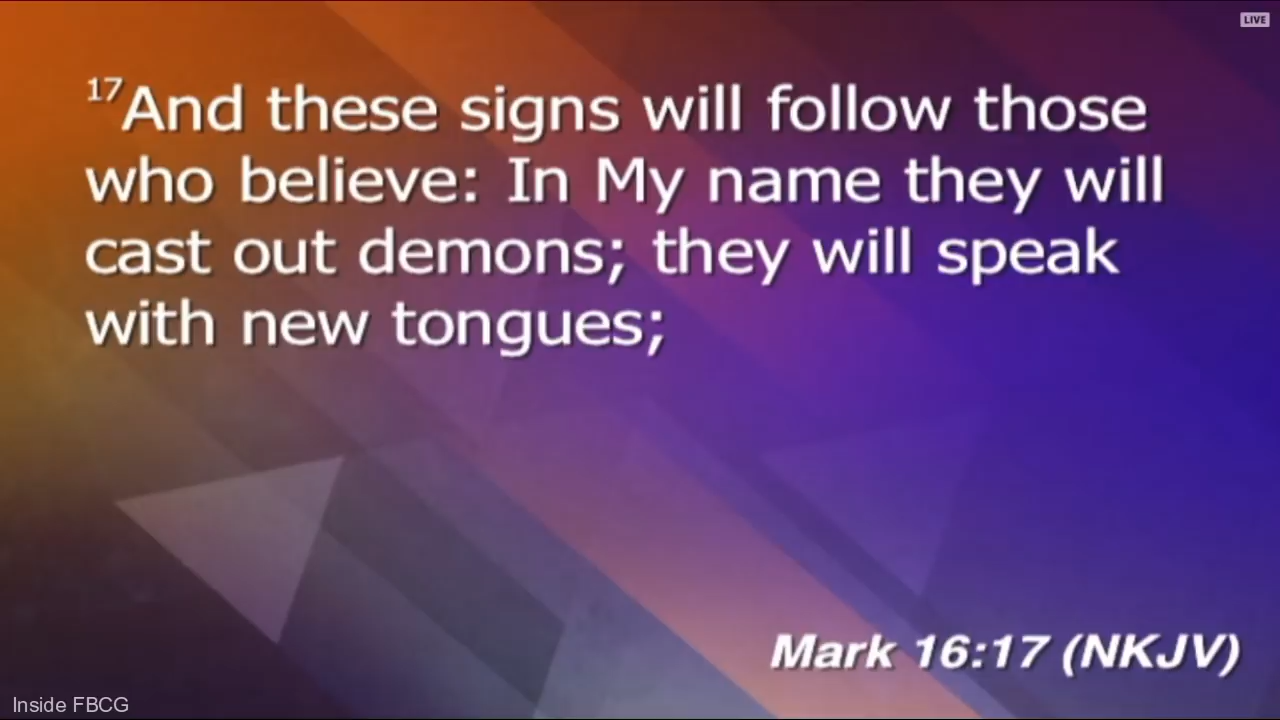 LIVE
17And these signs will follow those
who believe: In My name they will
cast out demons; they will speak
with new tongues;
Mark 16:17 (NKJV)
Inside FBCG